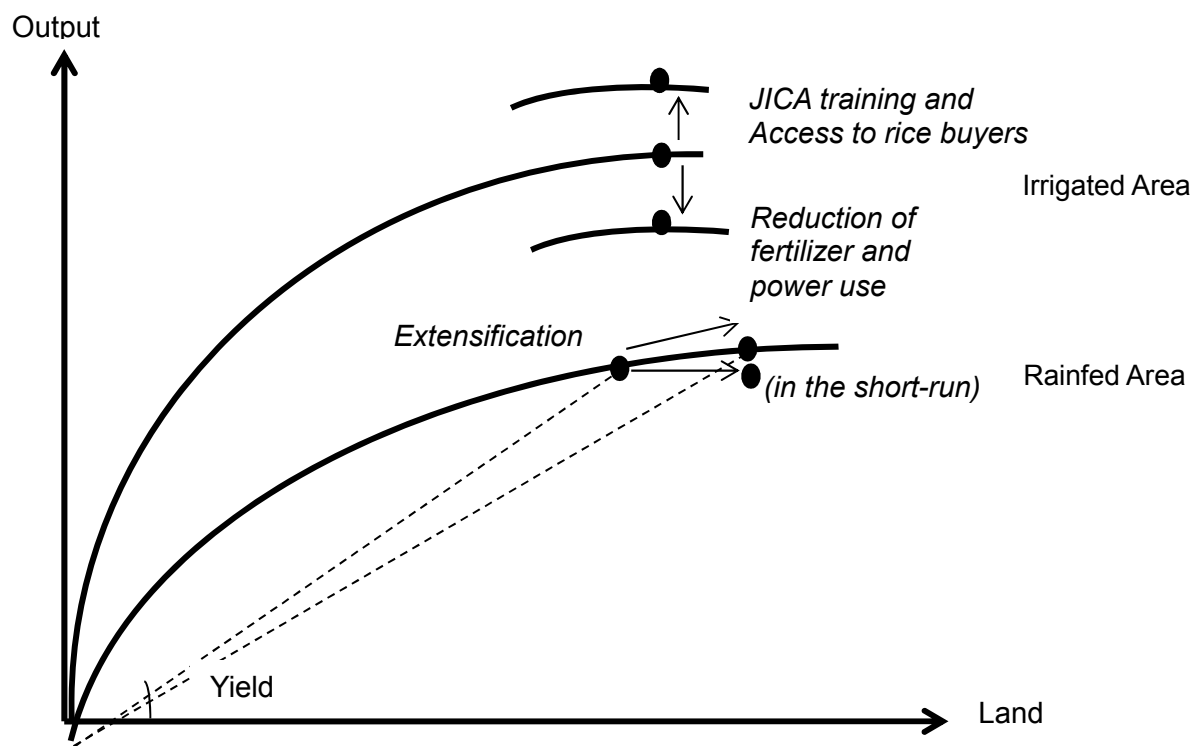 Output
JICA training and
Access to rice buyers
Irrigated Area
Reduction of
fertilizer and
power use
Extensification
(in the short-run)
Rainfed Area
Yield
Land